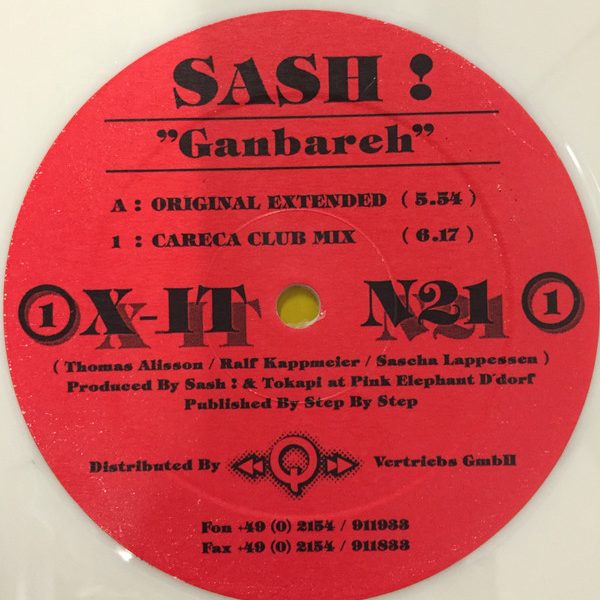 SASH !
”Ganbareh”
A : ORIGINAL EXTENDED ( 5.54 )
1 : CARECA CLUB MIX ( 6.17 )
1 X-IT N21 1
( Thomas Alisson / Ralf Kappmeier / Sascha Lappessen )
Produced By Sash ! & Tokapi at Pink Elephant D'dorf
Published By Step By Step
Distributed By Q Vertriebs GmbH
Fon +49 (0) 2154 / 911933
Fax +49 (0) 2154 / 911833